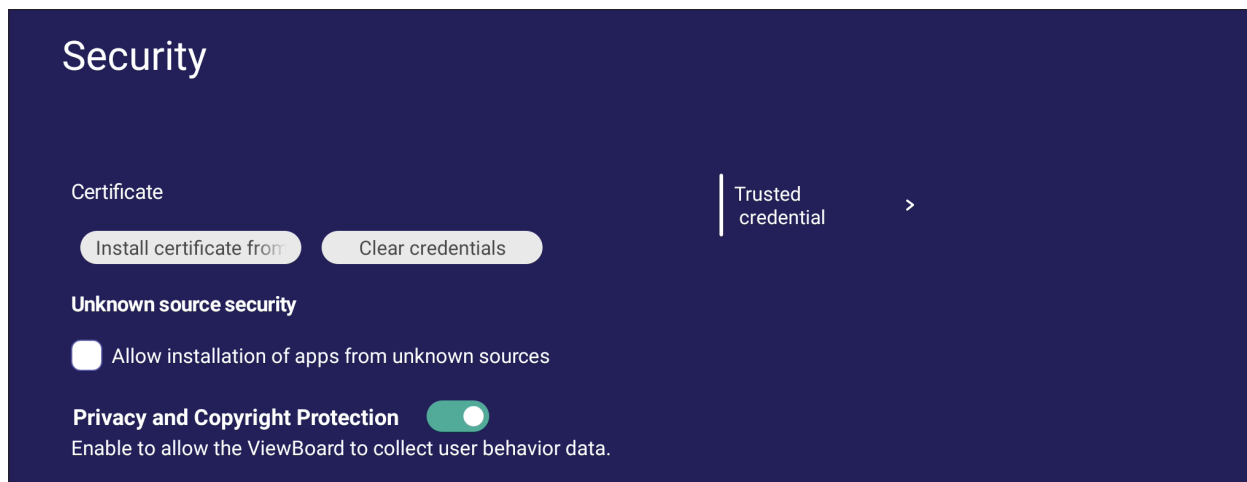 Security
Certificate
Install certificate from
Clear credentials
Trusted
credential
Unknown source security
Allow installation of apps from unknown sources
Privacy and Copyright Protection
Enable to allow the ViewBoard to collect user behavior data.